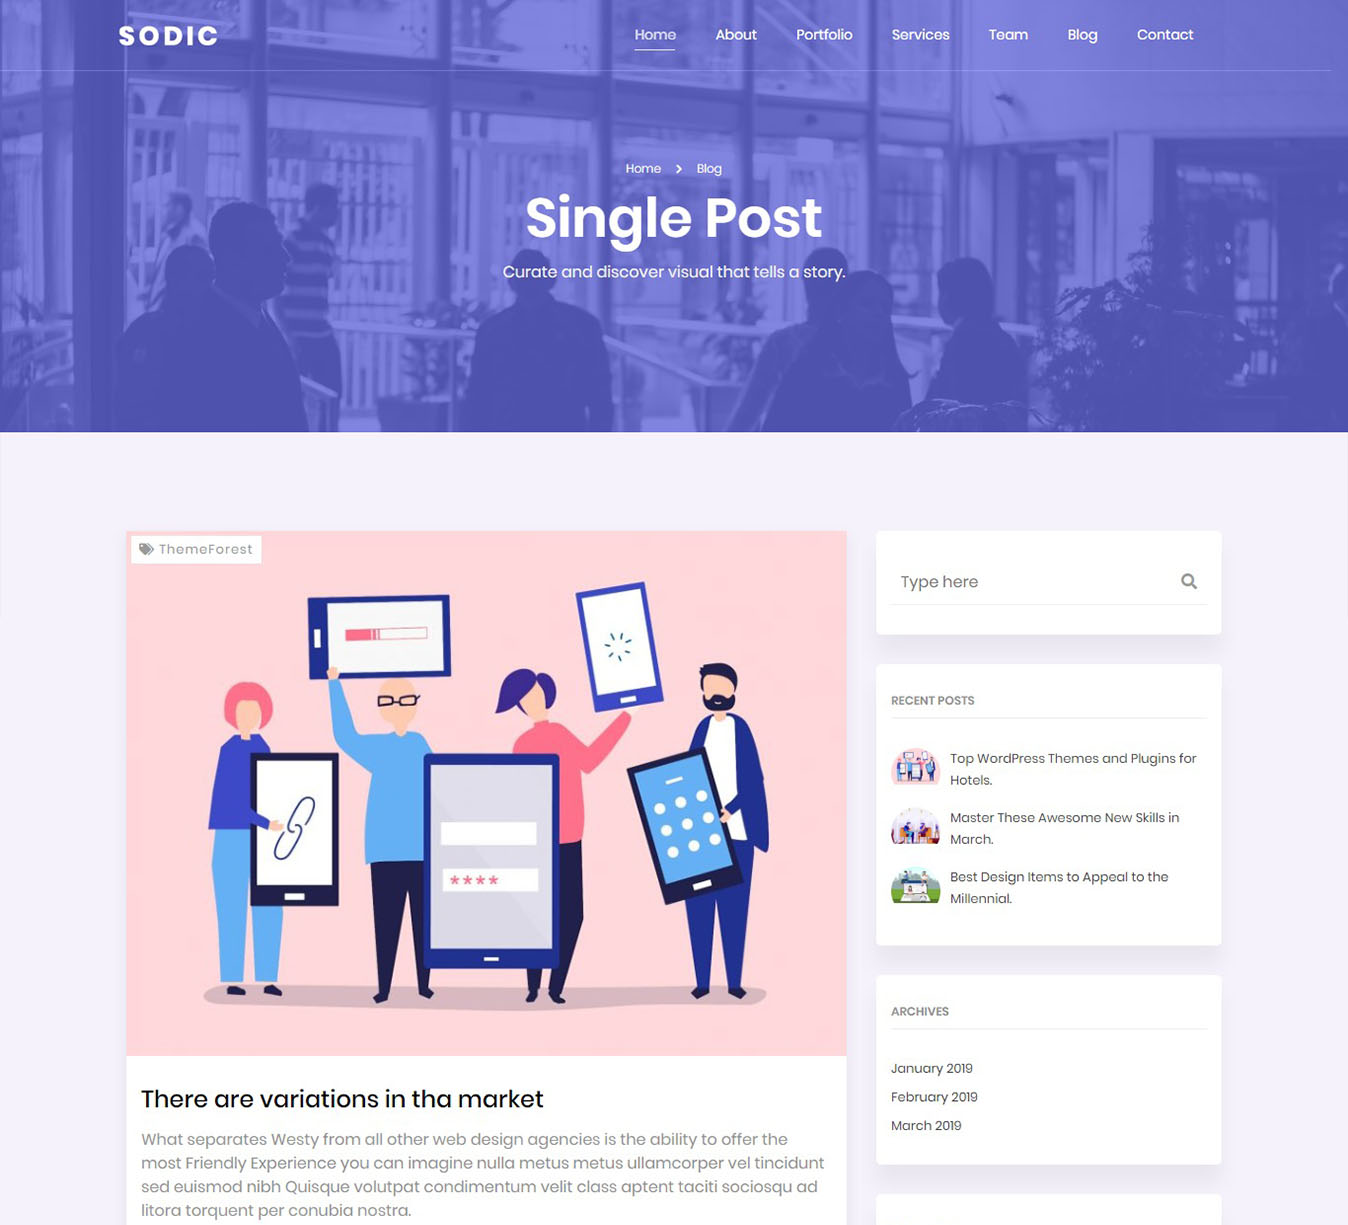 SODIC
Home About Portfolio Services Team Blog Contact
Home Blog
Single Post
Curate and discover visual that tells a story.
ThemeForest
****
There are variations in tha market
What separates Westy from all other web design agencies is the ability to offer the
most Friendly Experience you can imagine nulla metus metus ullamcorper vel tincidunt
sed euismod nibh Quisque volutpat condimentum velit class aptent taciti sociosqu ad
litora torquent per conubia nostra.
Type here
RECENT POSTS
Top WordPress Themes and Plugins for
Hotels.
Master These Awesome New Skills in
March.
Best Design Items to Appeal to the
Millennial.
ARCHIVES
January 2019
February 2019
March 2019